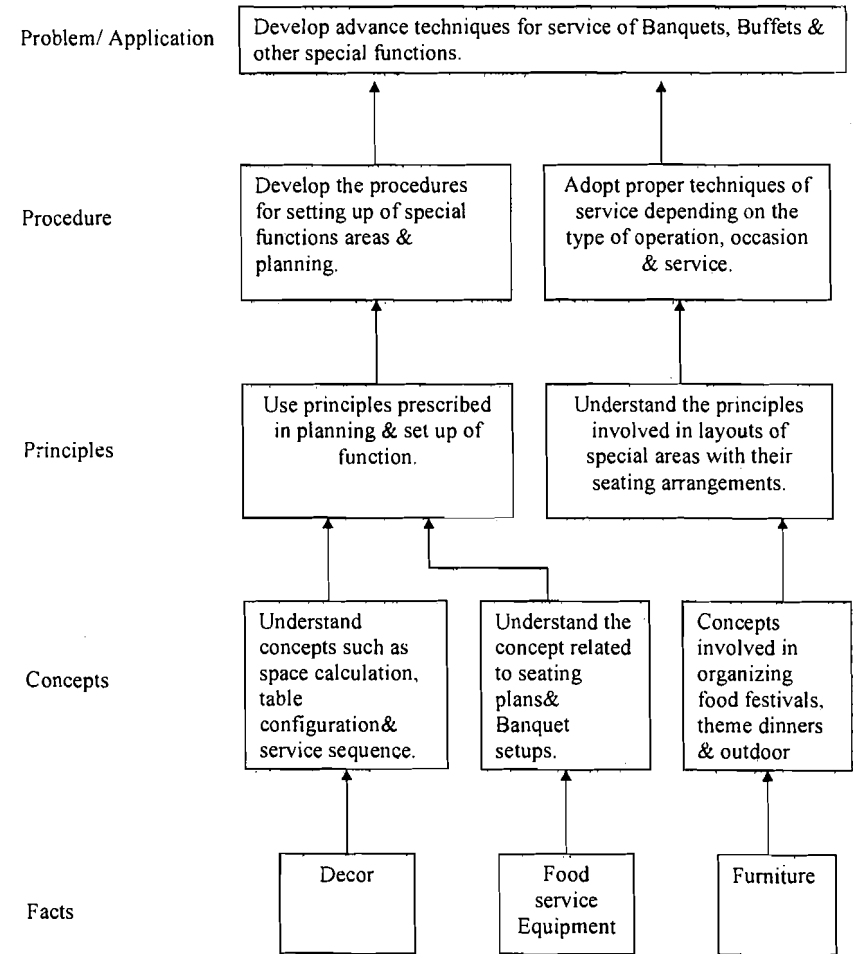 Problem/ Application
Develop advance techniques for service of Banquets, Buffets &
other special functions.
Procedure
Develop the procedures
for setting up of special
functions areas &
planning.
Adopt proper techniques of
service depending on the
type of operation, occasion
& service.
Principles
Use principles prescribed
in planning & set up of
function.
Understand the principles
involved in layouts of
special areas with their
seating arrangements.
Concepts
Understand
concepts such as
space calculation,
table
configuration&
service sequence.
Understand the
concept related
to seating
plans&
Banquet
setups.
Concepts
involved in
organizing
food festivals,
theme dinners
& outdoor
Facts
Decor
Food
service
Equipment
Furniture